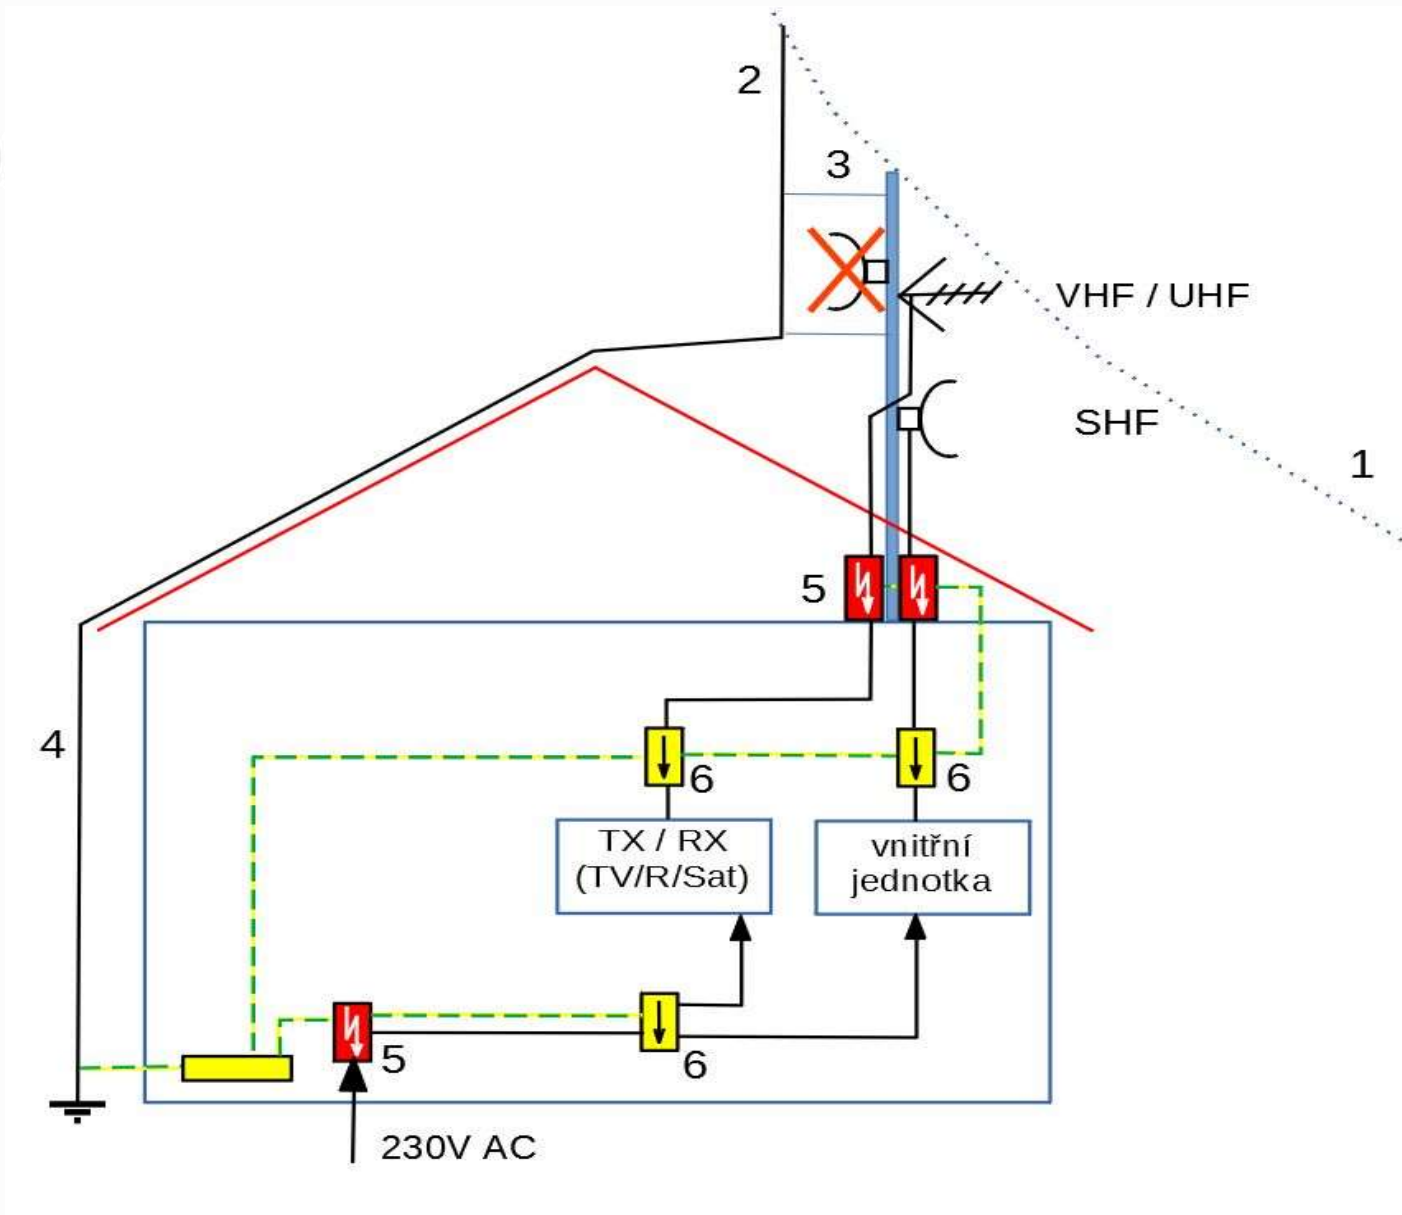 2
3
VHF / UHF
SHF
1
5
4
6
6
TX / RX
(TV/R/Sat)
vnitřní
jednotka
5
6
230V AC